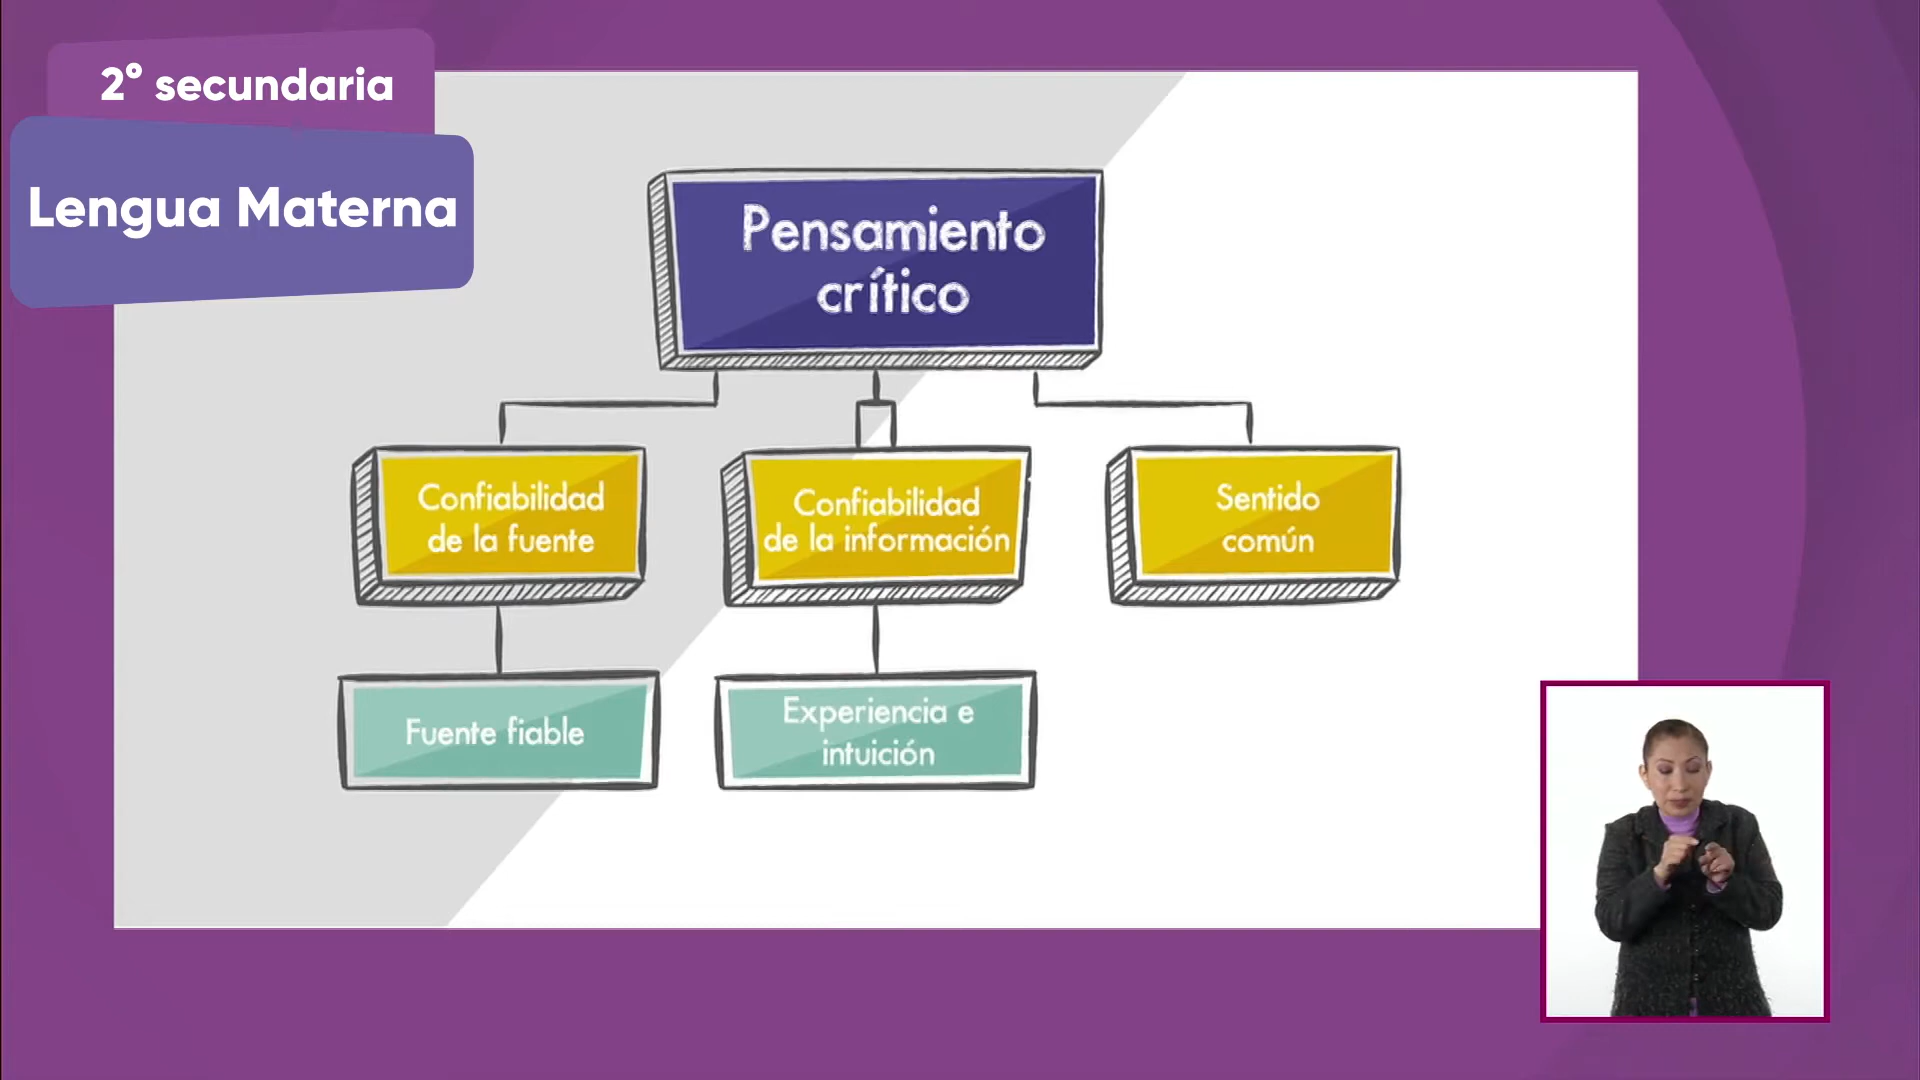 2° secundaria
Lengua Materna
Pensamiento
crítico
Confiabilidad
de la fuente
Confiabilidad
de la información
Sentido
común
Fuente fiable
Experiencia e
intuición